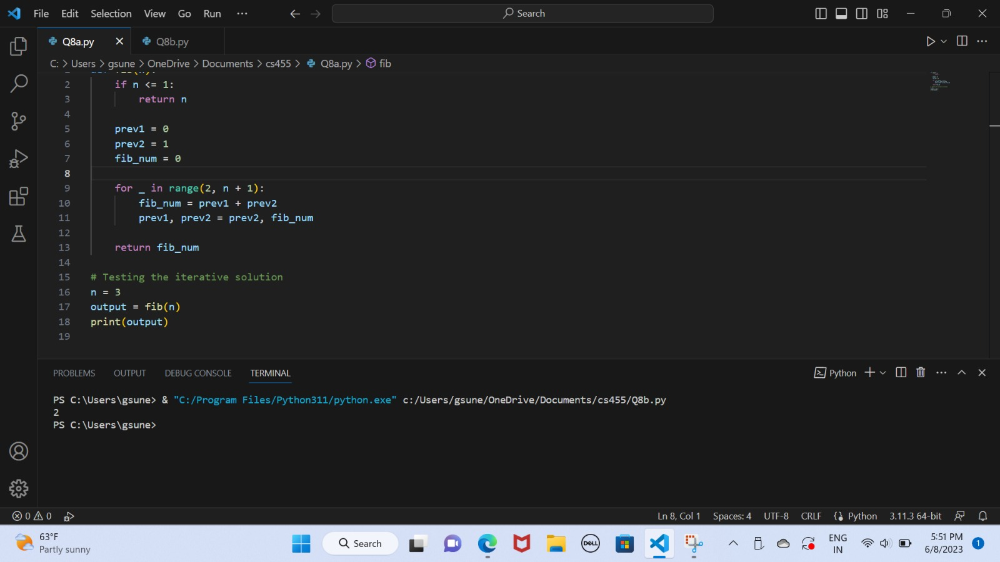 File Edit Selection View Go Run ··· Search
Q8a.py Q8b.py
C: > Users > gsune > OneDrive > Documents > cs455 > Q8a.py > fib
2 if n <= 1:
3 return n
4
5 prev1 = 0
6 prev2 = 1
7 fib_num = 0
8
9 for _ in range(2, n + 1):
10 fib_num = prev1 + prev2
11 prev1, prev2 = prev2, fib_num
12
13 return fib_num
14
15 # Testing the iterative solution
16 n = 3
17 output = fib(n)
18 print(output)
19
PROBLEMS OUTPUT DEBUG CONSOLE TERMINAL Python
PS C:\Users\gsune> & "C:/Program Files/Python311/python.exe" c:/Users/gsune/OneDrive/Documents/cs455/Q8b.py
2
PS C:\Users\gsune>
0 0 Ln 8, Col 1 Spaces: 4 UTF-8 CRLF Python 3.11.3 64-bit
63°F
Partly sunny
Search
DELL
ENG
IN
5:51 PM
6/8/2023
1